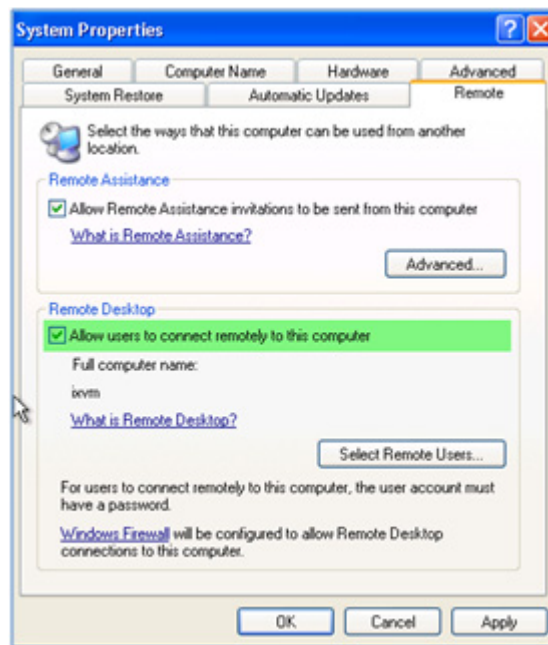 System Properties
General
Computer Name
Hardware
Advanced
System Restore
Automatic Updates
Remote
Select the ways that this computer can be used from another
location.
Remote Assistance
Allow Remote Assistance invitations to be sent from this computer
What is Remote Assistance?
Advanced...
Remote Desktop
Allow users to connect remotely to this computer
Full computer name:
ixvm
What is Remote Desktop?
Select Remote Users...
For users to connect remotely to this computer, the user account must
have a password.
Windows Firewall will be configured to allow Remote Desktop
connections to this computer.
OK
Cancel
Apply